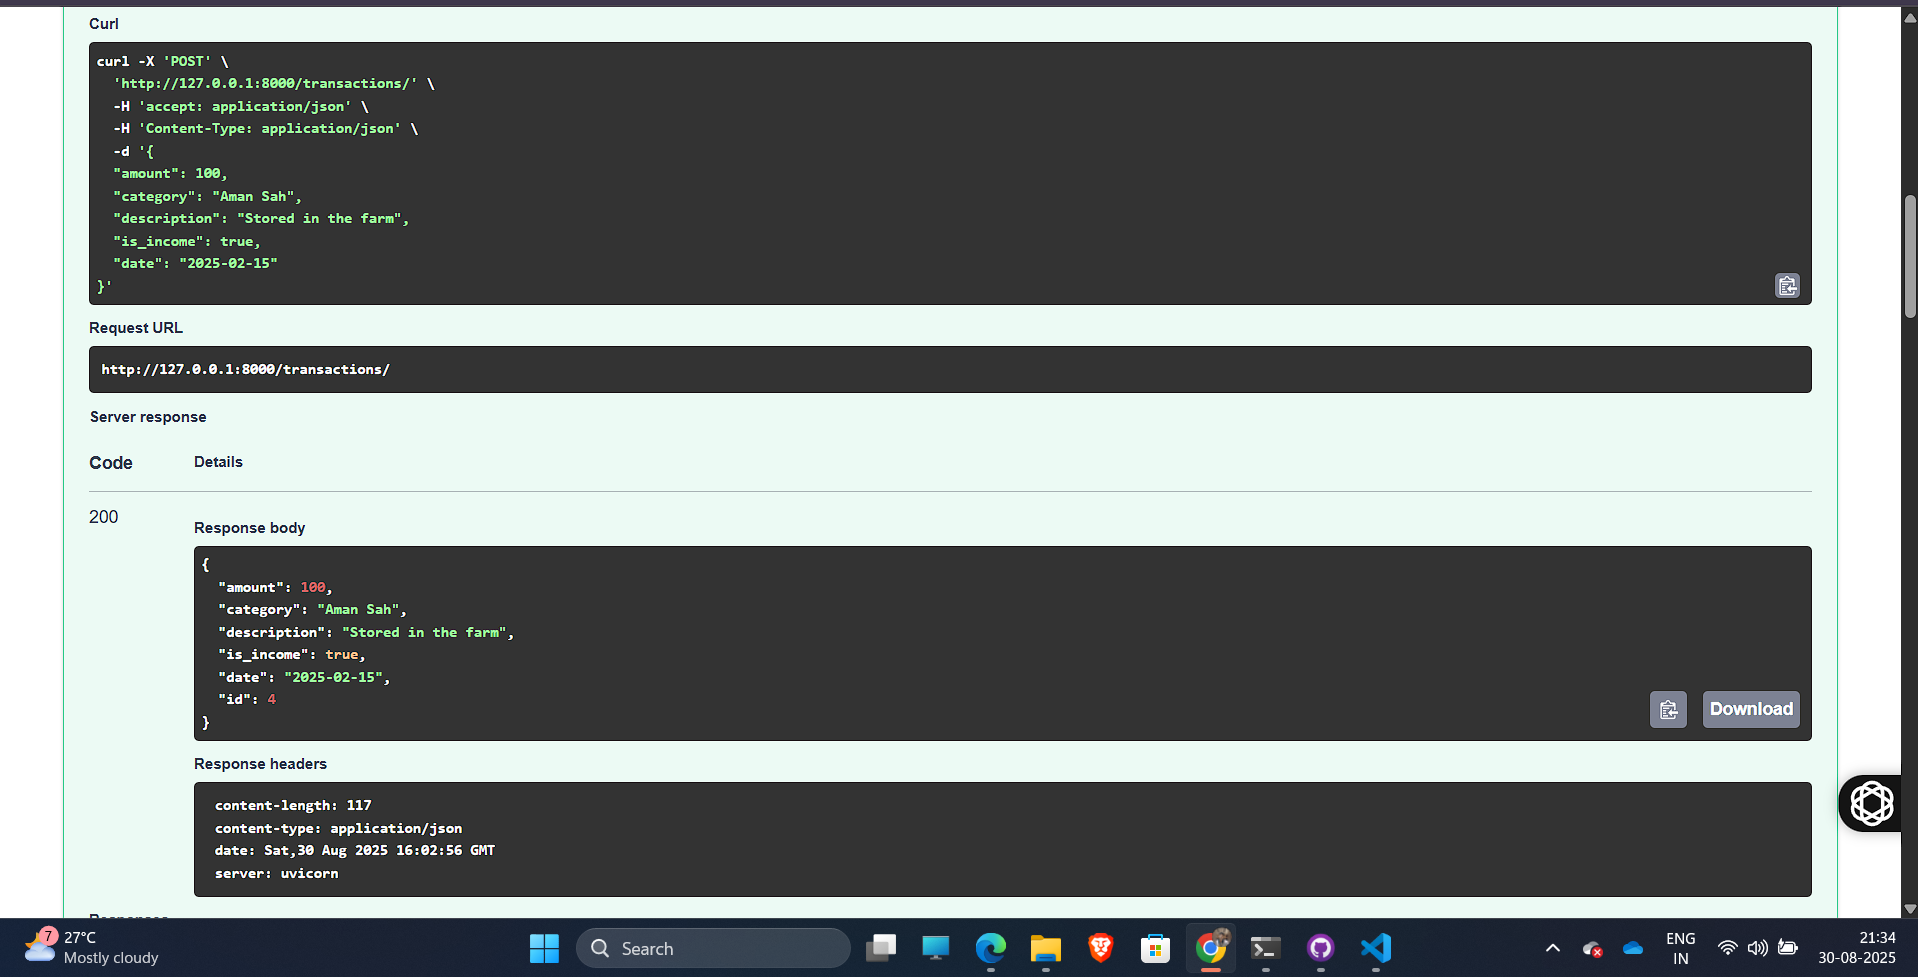 Curl
curl -X 'POST' \
'http://127.0.0.1:8000/transactions/' \
-H 'accept: application/json' \
-H 'Content-Type: application/json' \
-d '{
"amount": 100,
"category": "Aman Sah",
"description": "Stored in the farm",
"is_income": true,
"date": "2025-02-15"
}'
Request URL
http://127.0.0.1:8000/transactions/
Server response
Code Details
200
Response body
{
"amount": 100,
"category": "Aman Sah",
"description": "Stored in the farm",
"is_income": true,
"date": "2025-02-15",
"id": 4
}
Download
Response headers
content-length: 117
content-type: application/json
date: Sat,30 Aug 2025 16:02:56 GMT
server: uvicorn
Responses
7
27°C
Mostly cloudy
Search
ENG
IN
21:34
30-08-2025